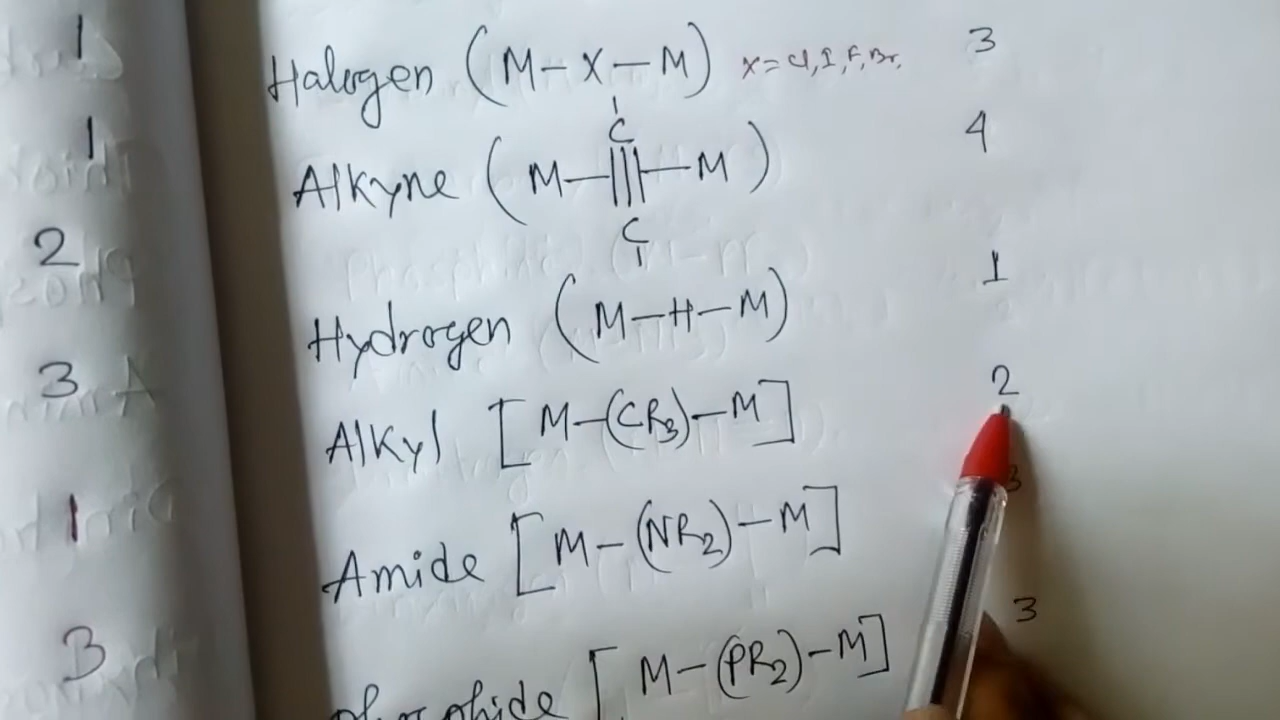 1
Halogen (M-X-M) X=Cl, I, F, Br, 3
1
C
Alkyne (M-|||-M) 4
C
2
Hydrogen (M-H-M) 1
3
Alkyl [M-(CR3)-M] 2
3
1
Amide [M-(NR2)-M]
3
3
phosphide [M-(PR2)-M]